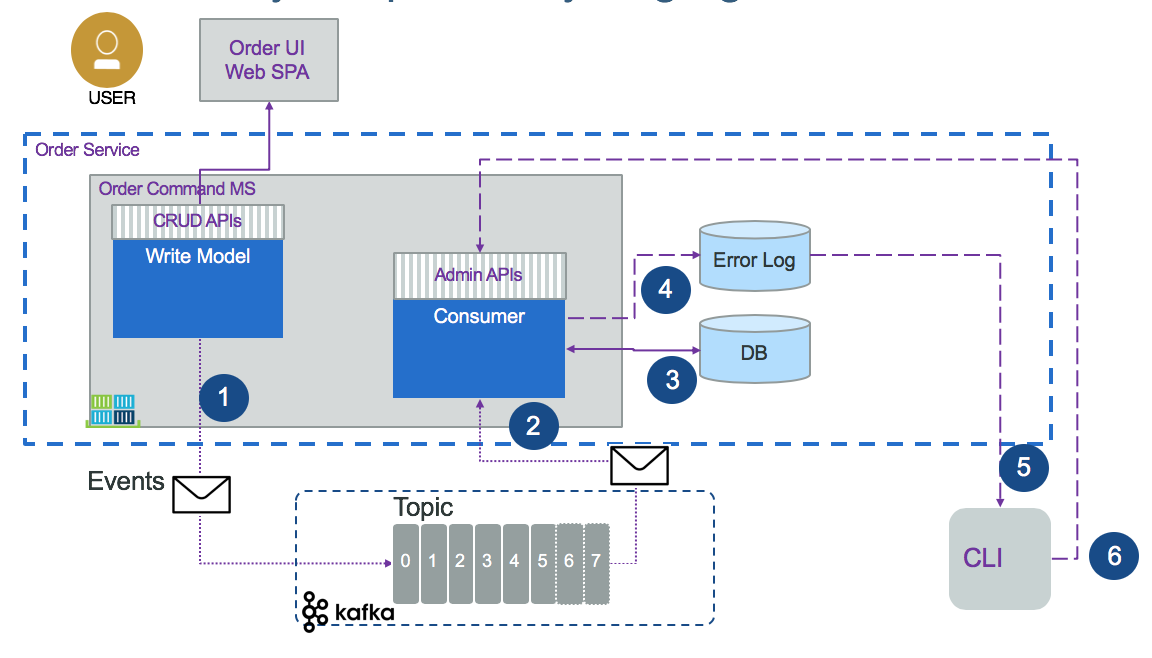 USER
Order UI
Web SPA
Order Service
Order Command MS
CRUD APIs
Write Model
Admin APIs
Consumer
Error Log
DB
4
3
1
2
Events
5
Topic
0 1 2 3 4 5 6 7
CLI
6
kafka